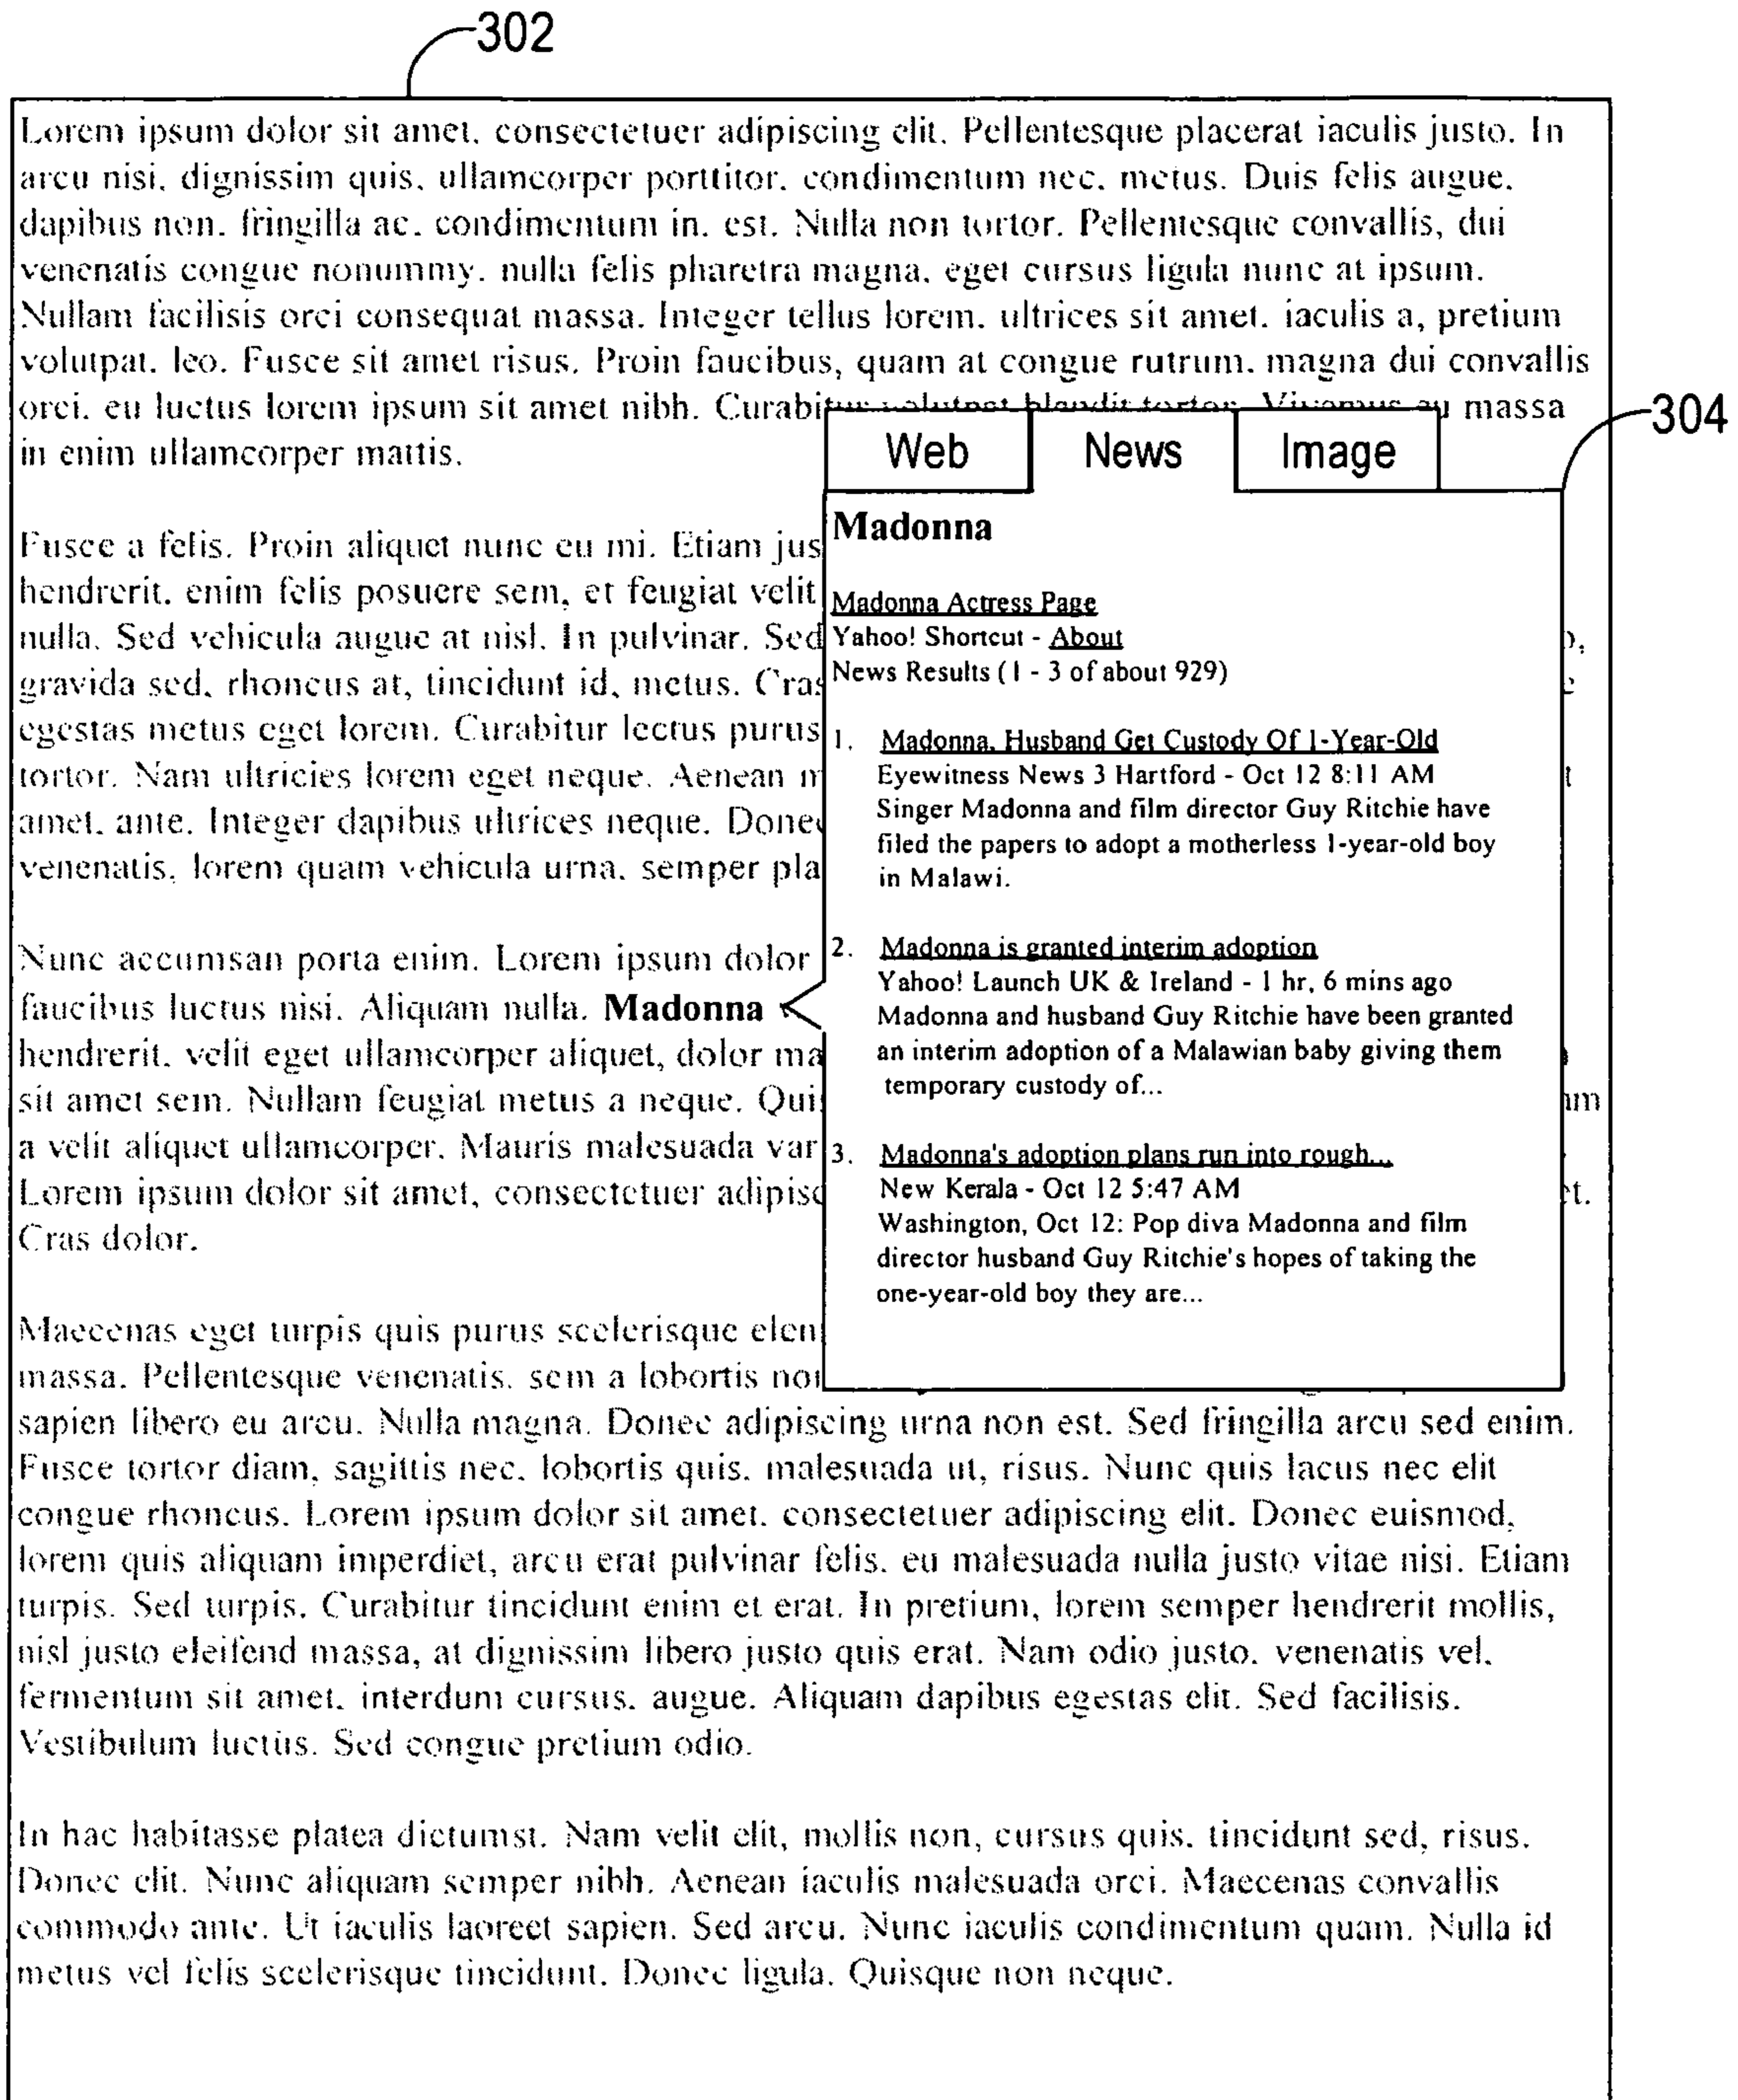 302
Lorem ipsum dolor sit amet, consectetuer adipiscing elit. Pellentesque placerat iaculis justo. In
arcu nisi, dignissim quis, ullamcorper porttitor, condimentum nec, metus. Duis felis augue,
dapibus non, fringilla ac, condimentum in, est. Nulla non tortor. Pellentesque convallis, dui
venenatis congue nonummy, nulla felis pharetra magna, eget cursus ligula nunc at ipsum.
Nullam facilisis orci consequat massa. Integer tellus lorem, ultrices sit amet, iaculis a, pretium
volutpat, leo. Fusce sit amet risus. Proin faucibus, quam at congue rutrum, magna dui convallis
orci, eu luctus lorem ipsum sit amet nibh. Curabitur volutpat blandit tortor. Vivamus eu massa
in enim ullamcorper mattis.
Fusce a felis. Proin aliquet nunc eu mi. Etiam jus
hendrerit, enim felis posuere sem, et feugiat velit
nulla. Sed vehicula augue at nisl. In pulvinar. Sed
gravida sed, rhoncus at, tincidunt id, metus. Cras
egestas metus eget lorem. Curabitur lectus purus
tortor. Nam ultricies lorem eget neque. Aenean
amet, ante. Integer dapibus ultrices neque. Donec
venenatis, lorem quam vehicula urna, semper pla
Nunc accumsan porta enim. Lorem ipsum dolor
faucibus luctus nisi. Aliquam nulla. Madonna
hendrerit, velit eget ullamcorper aliquet, dolor ma
sit amet sem. Nullam feugiat metus a neque. Quis
a velit aliquet ullamcorper. Mauris malesuada var
Lorem ipsum dolor sit amet, consectetuer adipisc
Cras dolor.
Maecenas eget turpis quis purus scelerisque elen
massa. Pellentesque venenatis, sem a lobortis
sapien libero eu arcu. Nulla magna. Donec adipiscing urna non est. Sed fringilla arcu sed enim.
Fusce tortor diam, sagittis nec, lobortis quis, malesuada ut, risus. Nunc quis lacus nec elit
congue rhoncus. Lorem ipsum dolor sit amet, consectetuer adipiscing elit. Donec euismod,
lorem quis aliquam imperdiet, arcu erat pulvinar felis, eu malesuada nulla justo vitae nisi. Etiam
turpis. Sed turpis. Curabitur tincidunt enim et erat. In pretium, lorem semper hendrerit mollis,
nisl justo eleifend massa, at dignissim libero justo quis erat. Nam odio justo, venenatis vel,
fermentum sit amet, interdum cursus, augue. Aliquam dapibus egestas elit. Sed facilisis.
Vestibulum luctus. Sed congue pretium odio.
In hac habitasse platea dictumst. Nam velit elit, mollis non, cursus quis, tincidunt sed, risus.
Donec elit. Nunc aliquam semper nibh. Aenean iaculis malesuada orci. Maecenas convallis
commodo ante. Ut iaculis laoreet sapien. Sed arcu. Nunc iaculis condimentum quam. Nulla id
metus vel felis scelerisque tincidunt. Donec ligula. Quisque non neque.
304
Web News Image
Madonna
Madonna Actress Page
Yahoo! Shortcut - About
News Results (1 - 3 of about 929)
1. Madonna, Husband Get Custody Of 1-Year-Old
Eyewitness News 3 Hartford - Oct 12 8:11 AM
Singer Madonna and film director Guy Ritchie have
filed the papers to adopt a motherless 1-year-old boy
in Malawi.
2. Madonna is granted interim adoption
Yahoo! Launch UK & Ireland - 1 hr, 6 mins ago
Madonna and husband Guy Ritchie have been granted
an interim adoption of a Malawian baby giving them
temporary custody of...
3. Madonna's adoption plans run into rough...
New Kerala - Oct 12 5:47 AM
Washington, Oct 12: Pop diva Madonna and film
director husband Guy Ritchie's hopes of taking the
one-year-old boy they are...